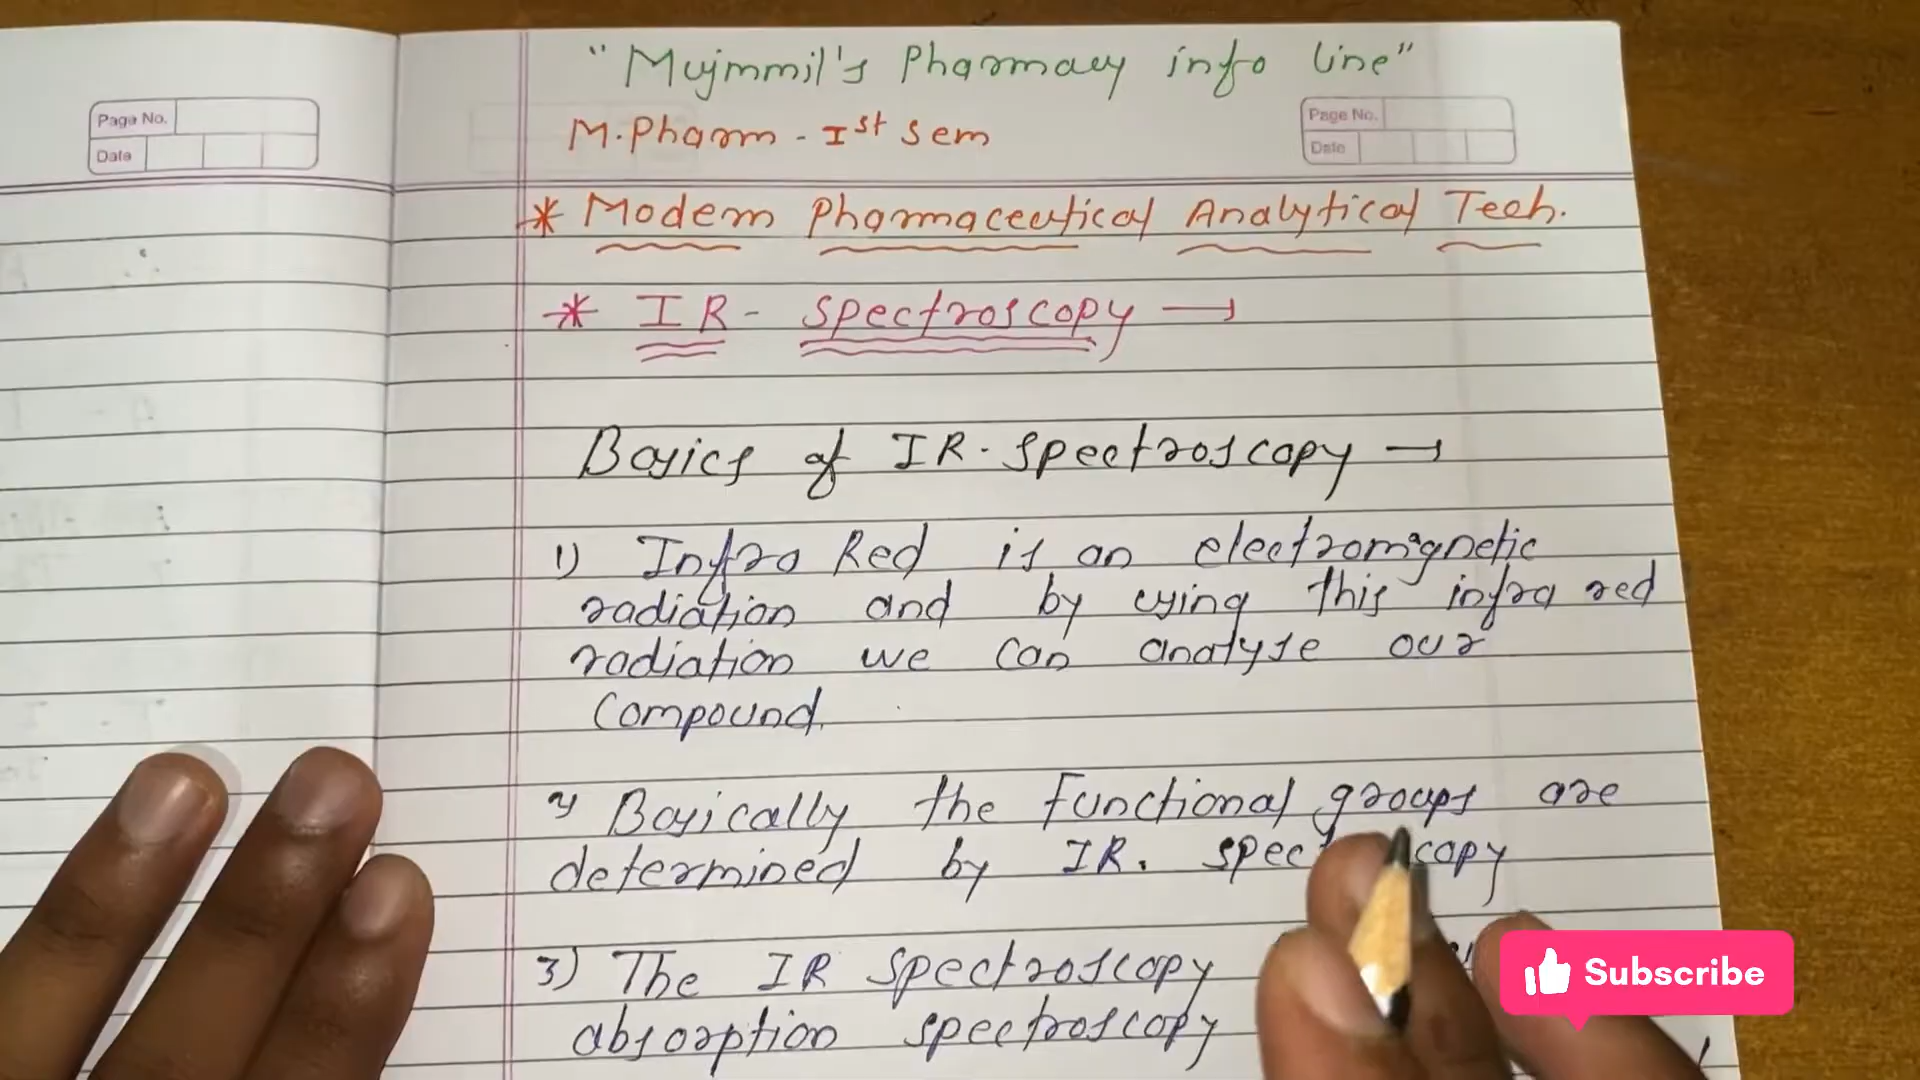 "Mujmmil's Pharmacy info line"
Page No.
Date
Page No.
Date
M.Pharm - Ist sem
* Modern Pharmaceutical Analytical Tech.
* IR - spectroscopy →
Basics of IR - spectroscopy →
1) Infra Red is an electromagnetic
radiation and by using this infra red
radiation we can analyse our
compound.
2) Basically the functional groups are
determined by IR. spec copy
3) The IR spectroscopy
absorption spectroscopy
Subscribe